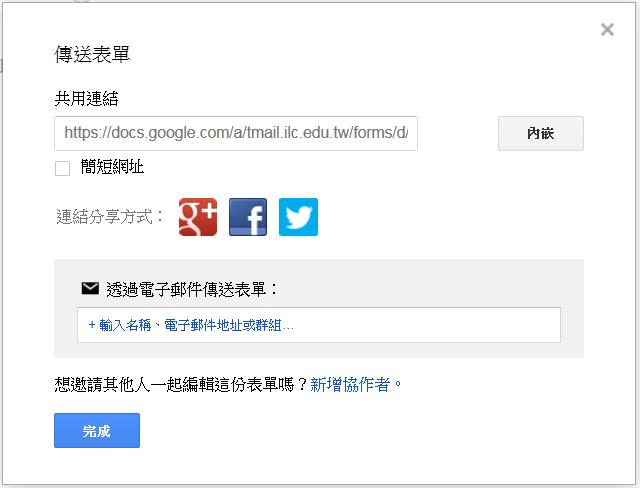 傳送表單
共用連結
https://docs.google.com/a/tmail.ilc.edu.tw/forms/d/
內嵌
簡短網址
連結分享方式：
g+ f
透過電子郵件傳送表單：
+ 輸入名稱、電子郵件地址或群組...
想邀請其他人一起編輯這份表單嗎？新增協作者。
完成